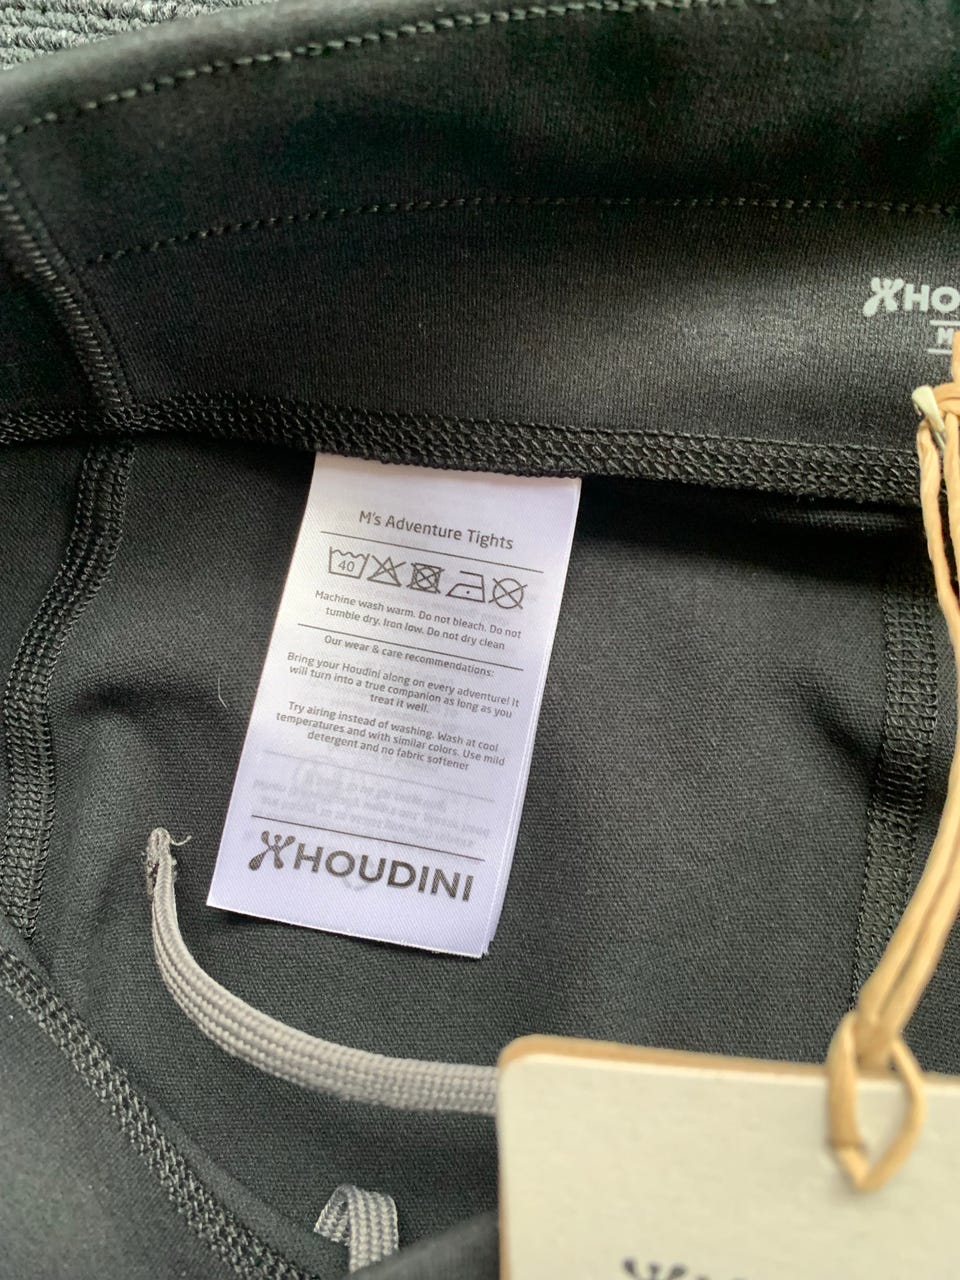 HO
M
M's Adventure Tights
40
Machine wash warm. Do not bleach. Do not
tumble dry. Iron low. Do not dry clean
Our wear & care recommendations:
Bring your Houdini along on every adventure! It
will turn into a true companion as long as you
treat it well.
Try airing instead of washing. Wash at cool
temperatures and with similar colors. Use mild
detergent and no fabric softener
HOUDINI